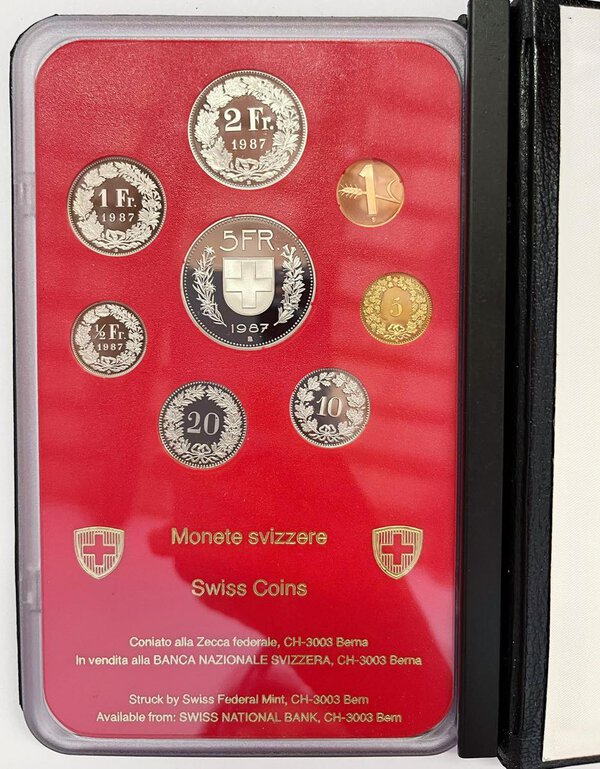 2 Fr.
1987
1 Fr.
1987
1
5 FR.
1987
B
5
½ Fr.
1987
20
10
Monete svizzere
Swiss Coins
Coniato alla Zecca federale, CH-3003 Berna
In vendita alla BANCA NAZIONALE SVIZZERA, CH-3003 Berna
Struck by Swiss Federal Mint, CH-3003 Bern
Available from: SWISS NATIONAL BANK, CH-3003 Bern